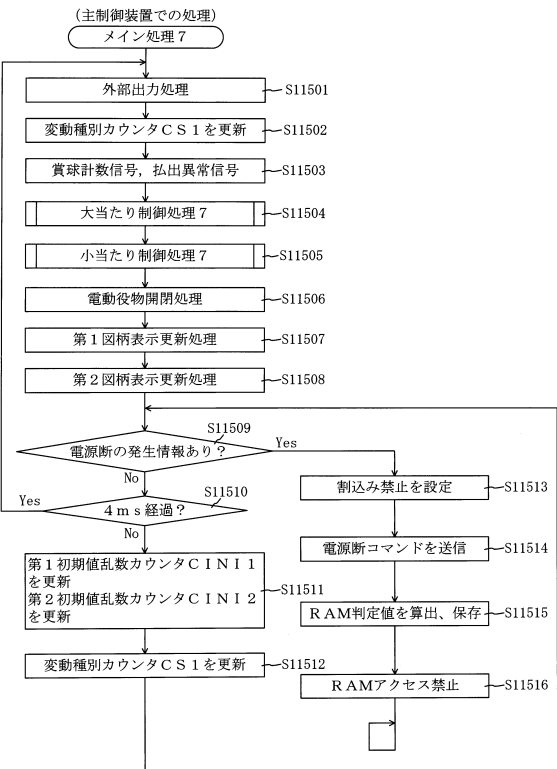 (主制御装置での処理)
メイン処理7
外部出力処理
S11501
変動種別カウンタCS1を更新
S11502
賞球計数信号,払出異常信号
S11503
大当たり制御処理7
S11504
小当たり制御処理7
S11505
電動役物開閉処理
S11506
第1図柄表示更新処理
S11507
第2図柄表示更新処理
S11508
S11509
電源断の発生情報あり?
Yes
No
S11510
Yes
4ms経過?
No
第1初期値乱数カウンタCINI1
を更新
第2初期値乱数カウンタCINI2
を更新
S11511
変動種別カウンタCS1を更新
S11512
割込み禁止を設定
S11513
電源断コマンドを送信
S11514
RAM判定値を算出、保存
S11515
RAMアクセス禁止
S11516